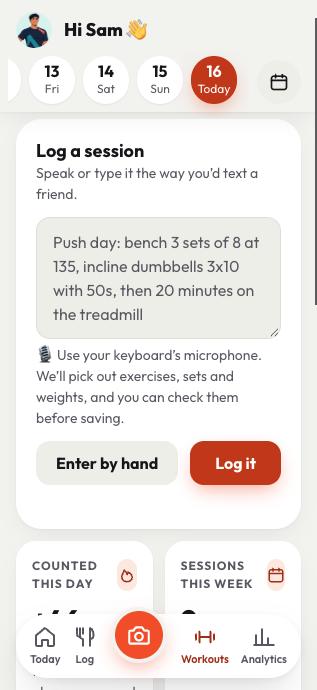 Hi Sam 👋
13
Fri
14
Sat
15
Sun
16
Today
Log a session
Speak or type it the way you'd text a
friend.
Push day: bench 3 sets of 8 at
135, incline dumbbells 3x10
with 50s, then 20 minutes on
the treadmill
🎙️ Use your keyboard's microphone.
We'll pick out exercises, sets and
weights, and you can check them
before saving.
Enter by hand
Log it
COUNTED
THIS DAY
SESSIONS
THIS WEEK
Today
Log
Workouts
Analytics